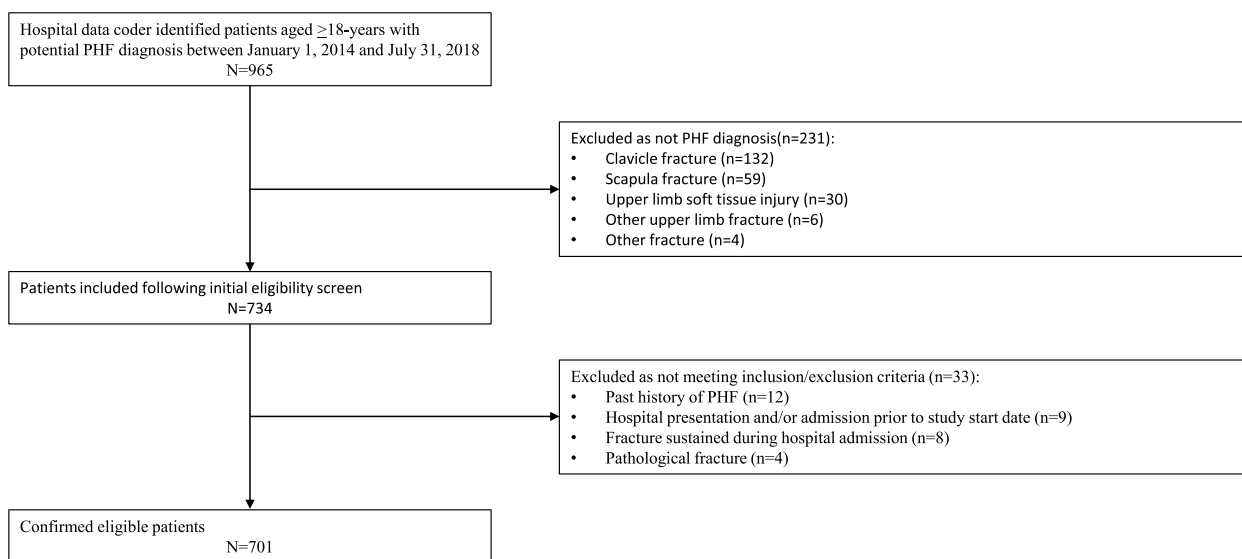 Hospital data coder identified patients aged ≥18-years with
potential PHF diagnosis between January 1, 2014 and July 31, 2018
N=965
Excluded as not PHF diagnosis(n=231):
• Clavicle fracture (n=132)
• Scapula fracture (n=59)
• Upper limb soft tissue injury (n=30)
• Other upper limb fracture (n=6)
• Other fracture (n=4)
Patients included following initial eligibility screen
N=734
Excluded as not meeting inclusion/exclusion criteria (n=33):
• Past history of PHF (n=12)
• Hospital presentation and/or admission prior to study start date (n=9)
• Fracture sustained during hospital admission (n=8)
• Pathological fracture (n=4)
Confirmed eligible patients
N=701